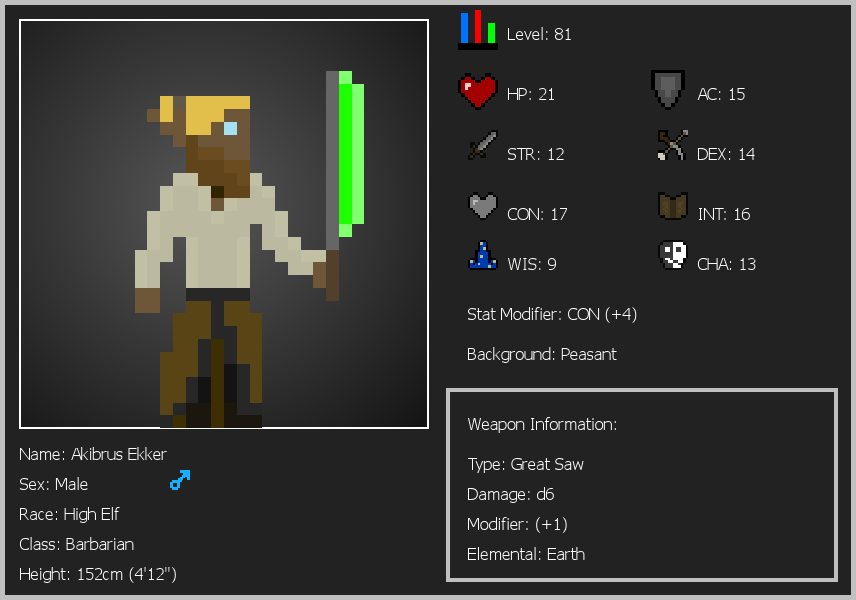 Level: 81
HP: 21
AC: 15
STR: 12
DEX: 14
CON: 17
INT: 16
WIS: 9
CHA: 13
Stat Modifier: CON (+4)
Background: Peasant
Weapon Information:
Type: Great Saw
Damage: d6
Modifier: (+1)
Elemental: Earth
Name: Akibrus Ekker
Sex: Male
Race: High Elf
Class: Barbarian
Height: 152cm (4'12")